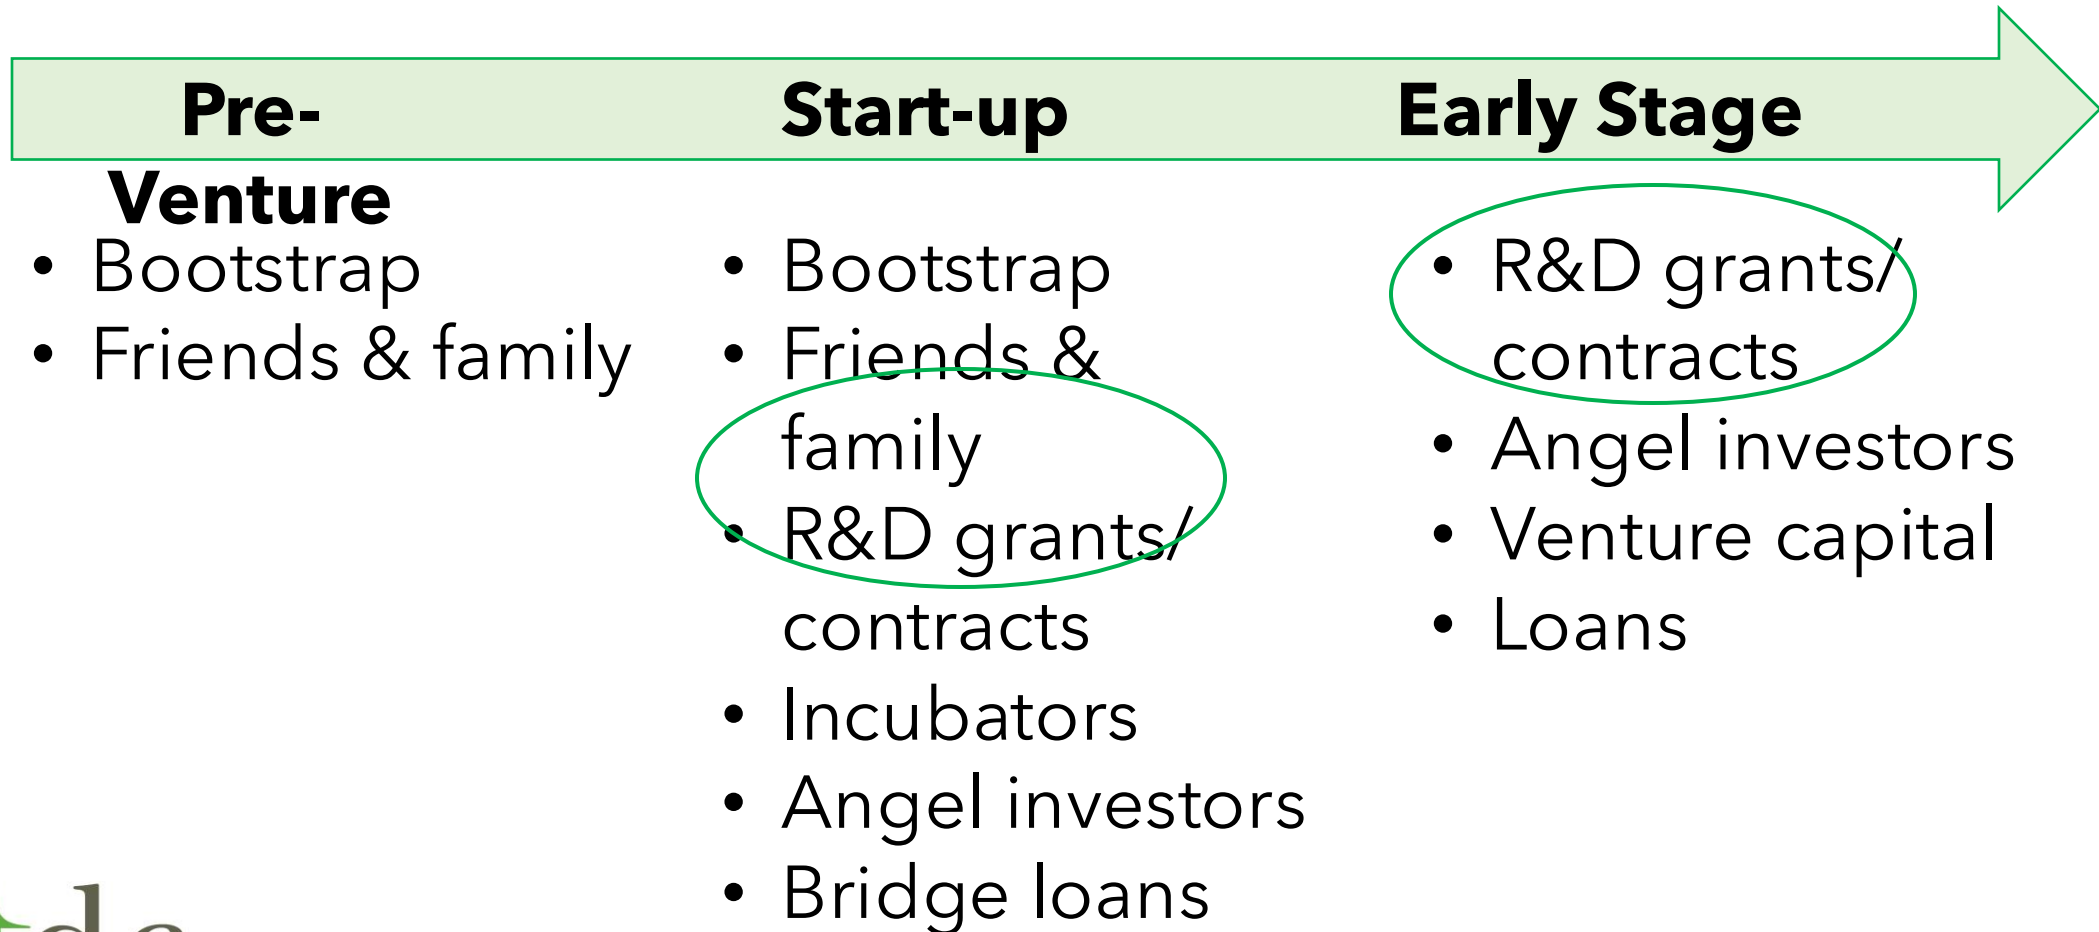 Pre-
Venture
• Bootstrap
• Friends & family
Start-up
• Bootstrap
• Friends &
family
• R&D grants/
contracts
• Incubators
• Angel investors
• Bridge loans
Early Stage
• R&D grants/
contracts
• Angel investors
• Venture capital
• Loans